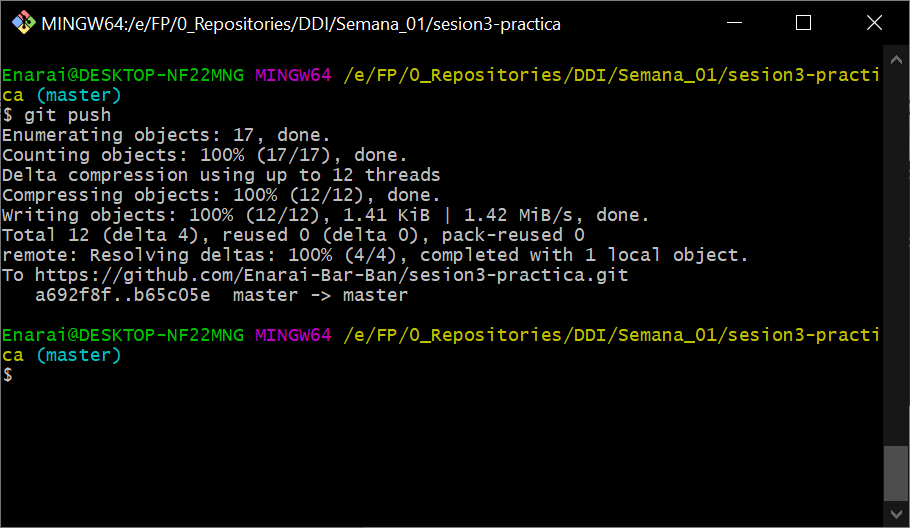 MINGW64:/e/FP/0_Repositories/DDI/Semana_01/sesion3-practica
Enarai@DESKTOP-NF22MNG MINGW64 /e/FP/0_Repositories/DDI/Semana_01/sesion3-practi
ca (master)
$ git push
Enumerating objects: 17, done.
Counting objects: 100% (17/17), done.
Delta compression using up to 12 threads
Compressing objects: 100% (12/12), done.
Writing objects: 100% (12/12), 1.41 KiB | 1.42 MiB/s, done.
Total 12 (delta 4), reused 0 (delta 0), pack-reused 0
remote: Resolving deltas: 100% (4/4), completed with 1 local object.
To https://github.com/Enarai-Bar-Ban/sesion3-practica.git
   a692f8f..b65c05e  master -> master
Enarai@DESKTOP-NF22MNG MINGW64 /e/FP/0_Repositories/DDI/Semana_01/sesion3-practi
ca (master)
$